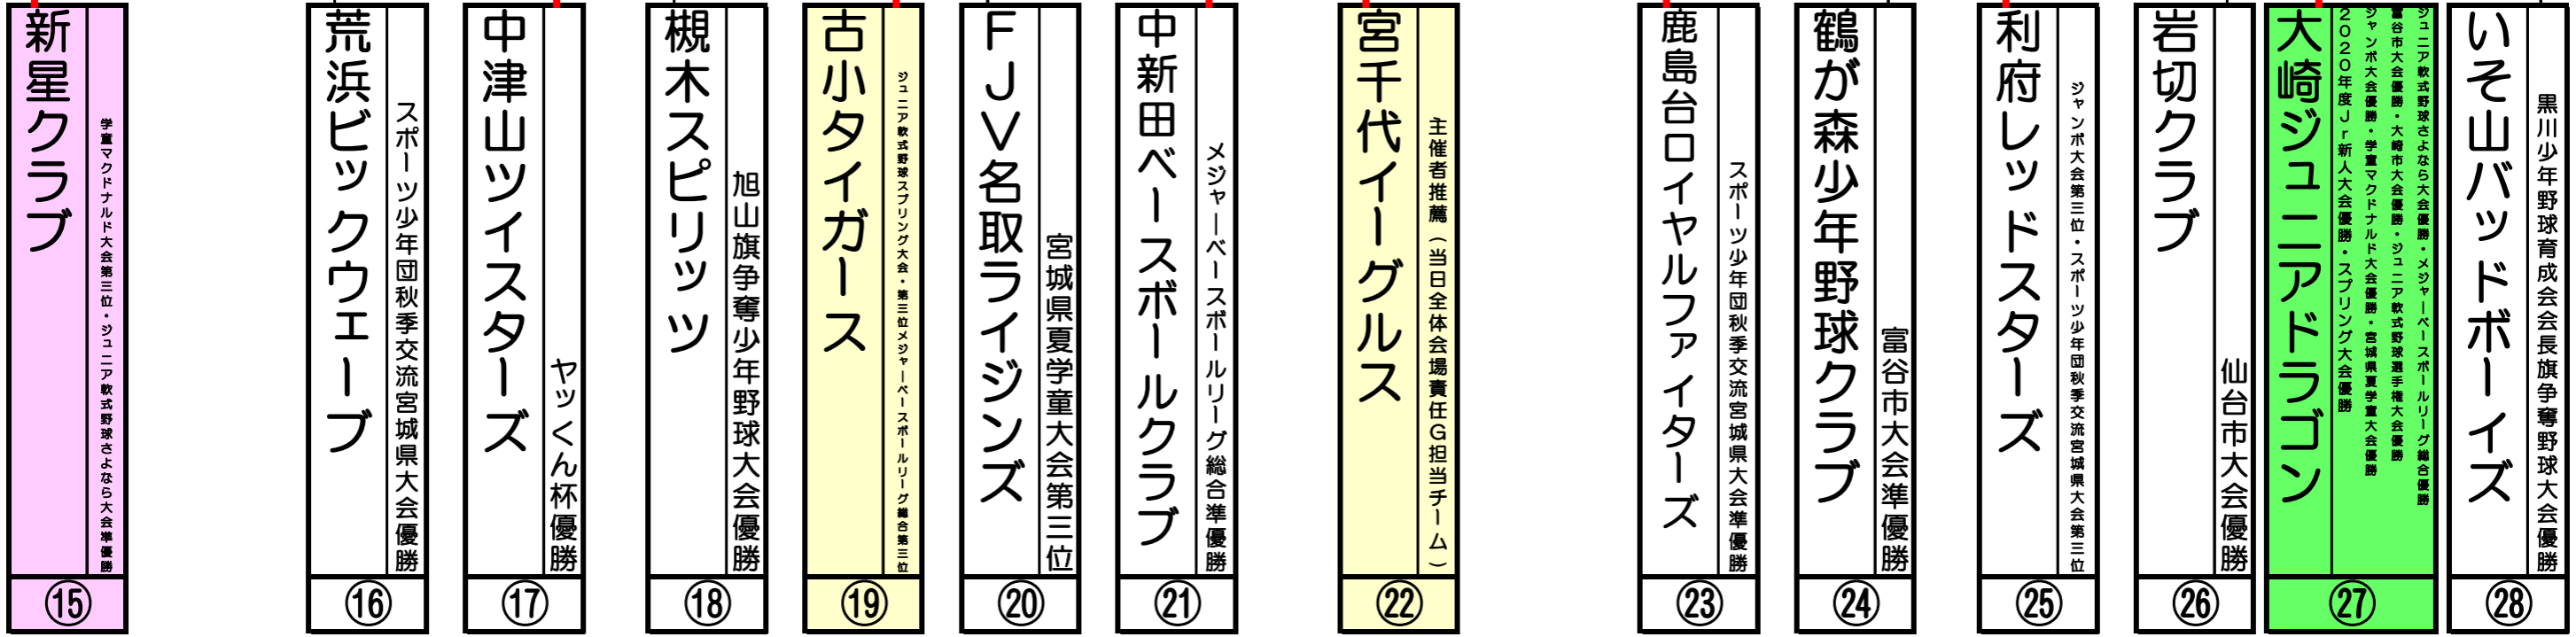 新星クラブ
学童マクドナルド大会第三位・ジュニア軟式野球さよなら大会準優勝
⑮
荒浜ビックウェーブ
スポーツ少年団秋季交流宮城県大会優勝
⑯
中津山ツイスターズ
ヤッくん杯優勝
⑰
槻木スピリッツ
旭山旗争奪少年野球大会優勝
⑱
古小タイガース
ジュニア軟式野球スプリング大会・第三位メジャーベースボールリーグ総合第三位
⑲
FJV名取ライジンズ
宮城県夏学童大会第三位
⑳
中新田ベースボールクラブ
メジャーベースボールリーグ総合準優勝
㉑
宮千代イーグルス
主催者推薦（当日全体会場責任G担当チーム）
㉒
鹿島台ロイヤルファイターズ
スポーツ少年団秋季交流宮城県大会準優勝
㉓
鶴が森少年野球クラブ
富谷市大会準優勝
㉔
利府レッドスターズ
ジャンボ大会第三位・スポーツ少年団秋季交流宮城県大会第三位
㉕
岩切クラブ
仙台市大会優勝
㉖
大崎ジュニアドラゴン
ジュニア軟式野球さよなら大会優勝・メジャーベースボールリーグ総合優勝
富谷市大会優勝・大崎市大会優勝・ジュニア軟式野球選手権大会優勝
ジャンボ大会優勝・学童マクドナルド大会優勝・宮城県夏学童大会優勝
2020年度Jr新人大会優勝・スプリング大会優勝
㉗
いそ山バッドボーイズ
黒川少年野球育成会会長旗争奪野球大会優勝
㉘